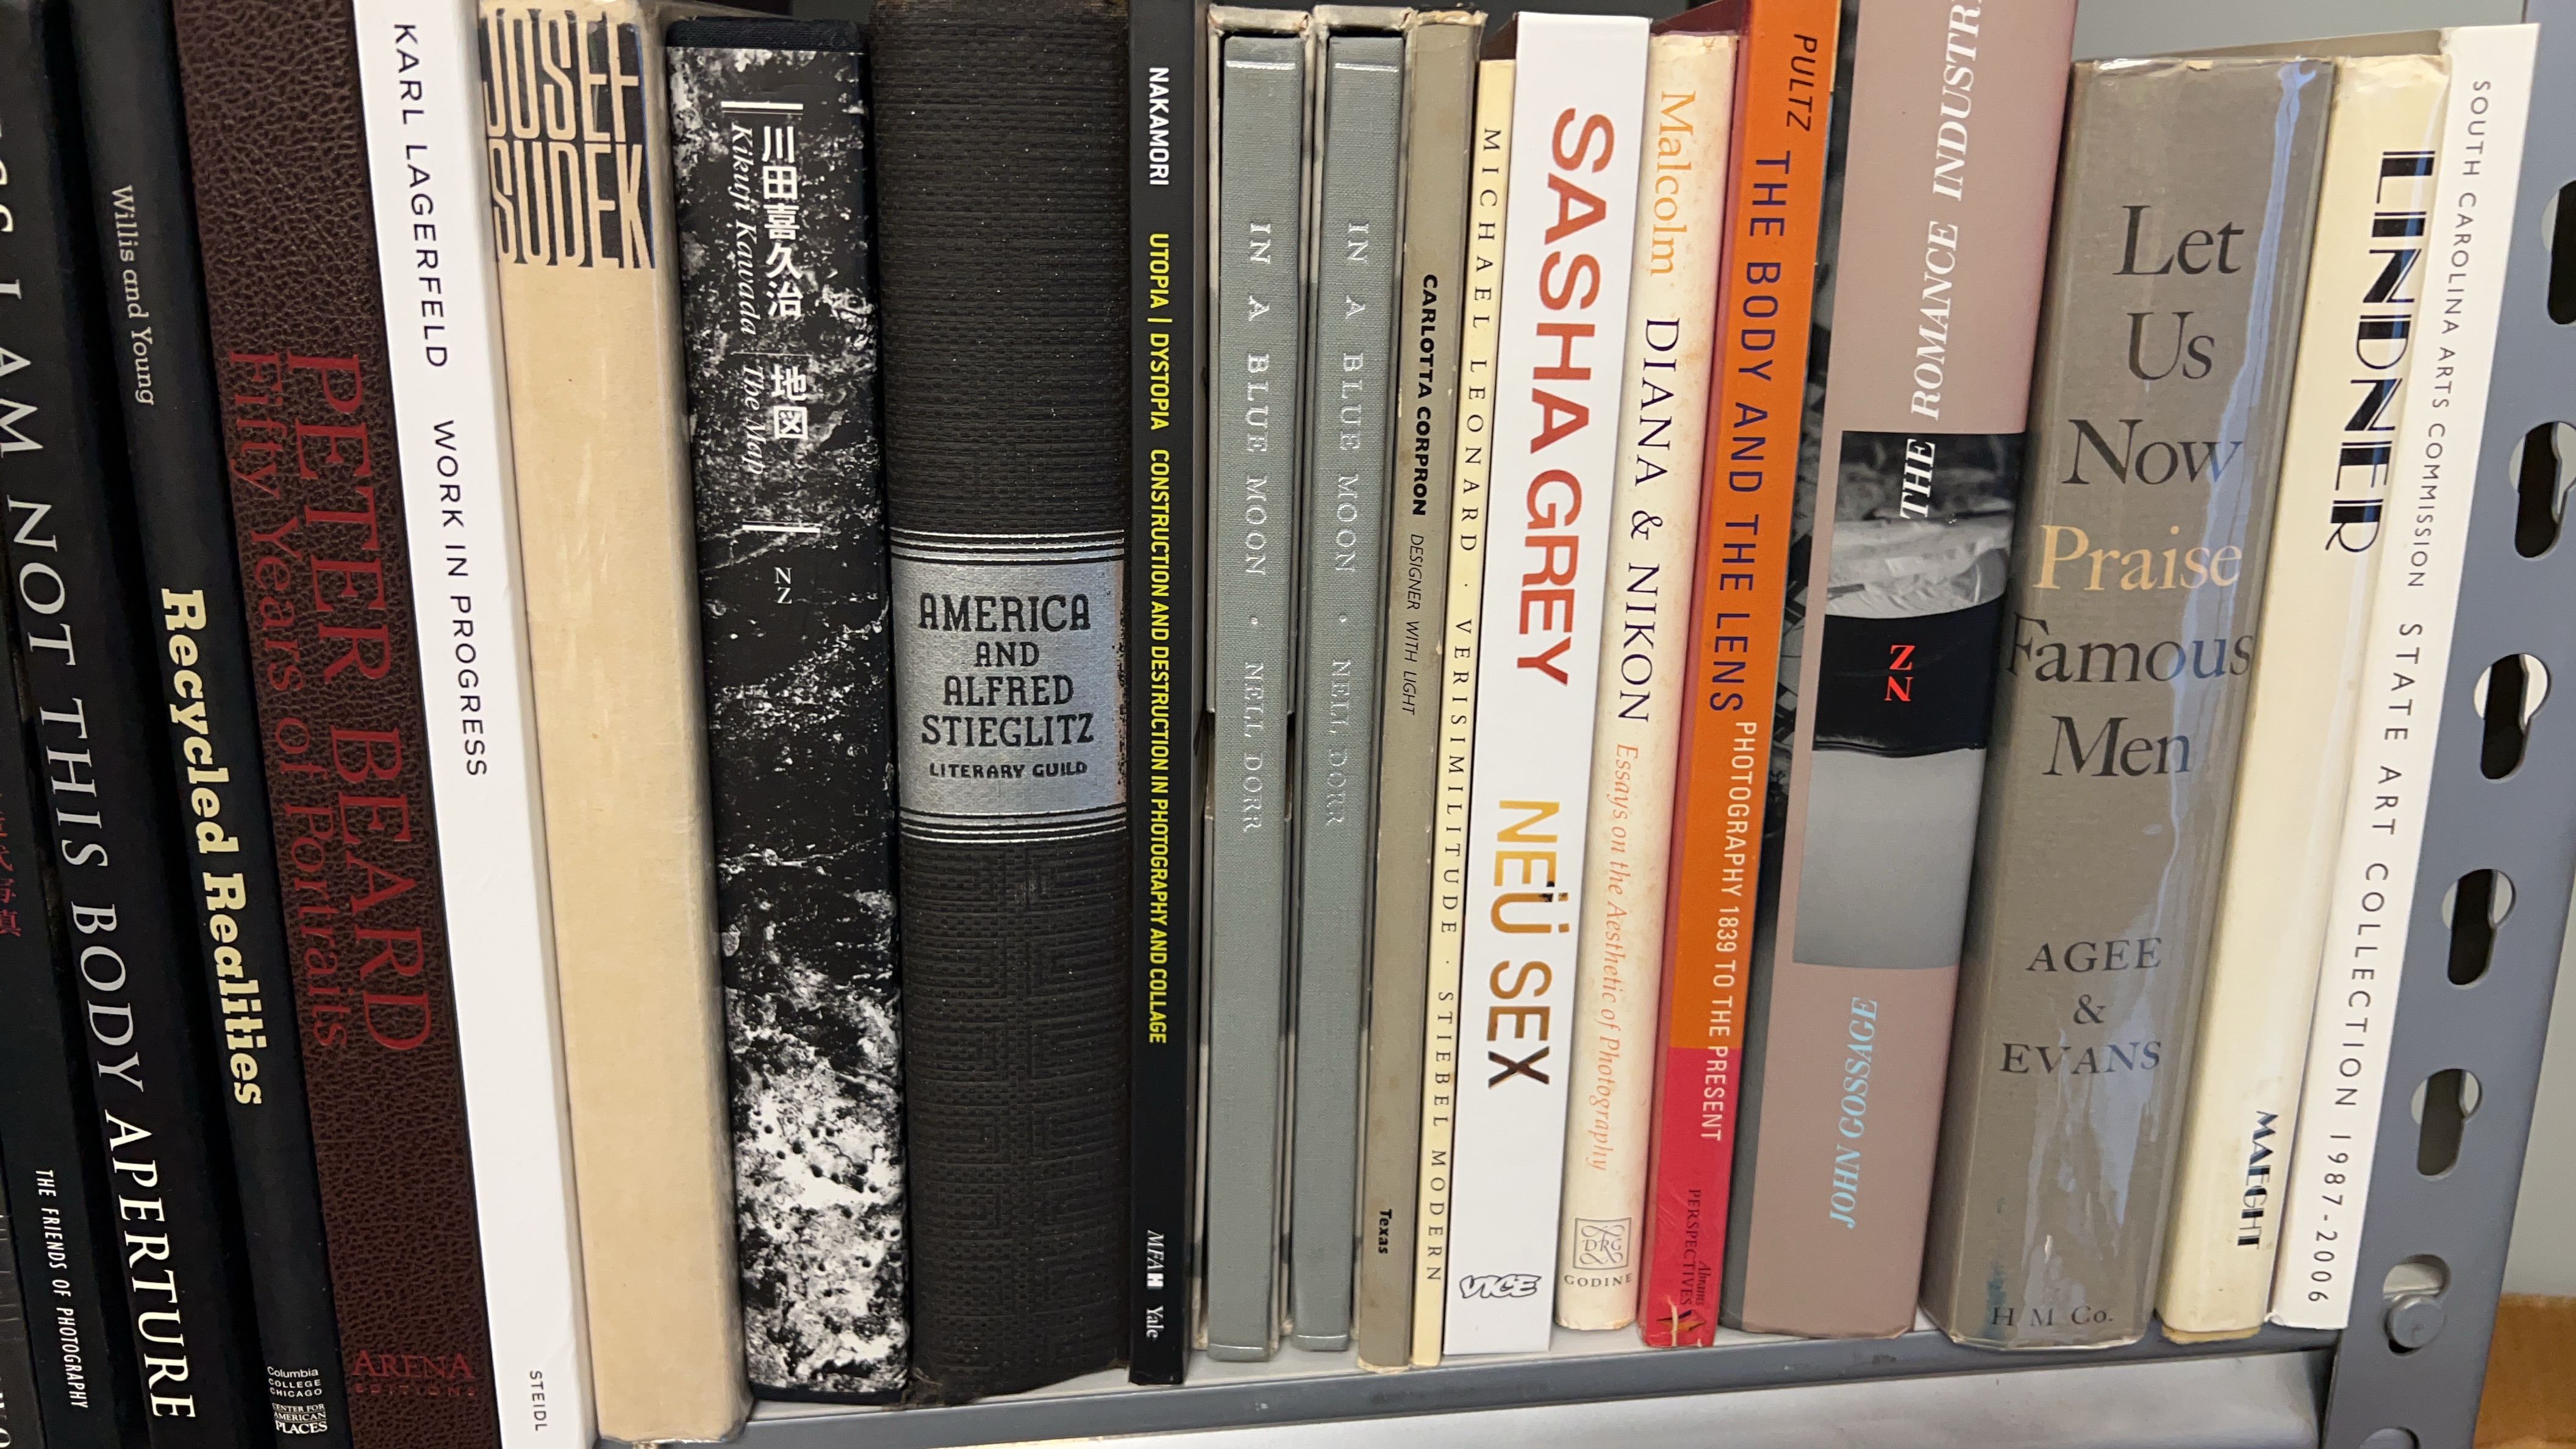 I AM NOT THIS BODY APERTURE
THE FRIENDS OF PHOTOGRAPHY
Willis and Young
Recycled Realities
Columbia
COLLEGE
CHICAGO
CENTER FOR
AMERICAN
PLACES
PETER BEARD
Fifty Years of Portraits
ARENA
EDITIONS
KARL LAGERFELD WORK IN PROGRESS
STEIDL
JOSEF
SUDEK
川田嘉久治 地図
Kikuji Kawada The Map
NZ
AMERICA
AND
ALFRED
STIEGLITZ
LITERARY GUILD
NAKAMORI UTOPIA | DYSTOPIA CONSTRUCTION AND DESTRUCTION IN PHOTOGRAPHY AND COLLAGE
MFAH Yale
IN A BLUE MOON · NELL DORR
IN A BLUE MOON · NELL DORR
CARLOTTA CORPRON DESIGNER WITH LIGHT
Texas
MICHAEL LEONARD · VERISIMILITUDE · STIEBEL MODERN
SASHA GREY NEÜ SEX
VICE
Malcolm DIANA & NIKON Essays on the Aesthetic of Photography
GODINE
PULTZ THE BODY AND THE LENS PHOTOGRAPHY 1839 TO THE PRESENT
Abrams
PERSPECTIVES
JOHN GOSSAGE
NZ
THE ROMANCE INDUSTR
Let
Us
Now
Praise
Famous
Men
AGEE
&
EVANS
H M Co.
LINDNER
MAEGHT
SOUTH CAROLINA ARTS COMMISSION STATE ART COLLECTION 1987-2006